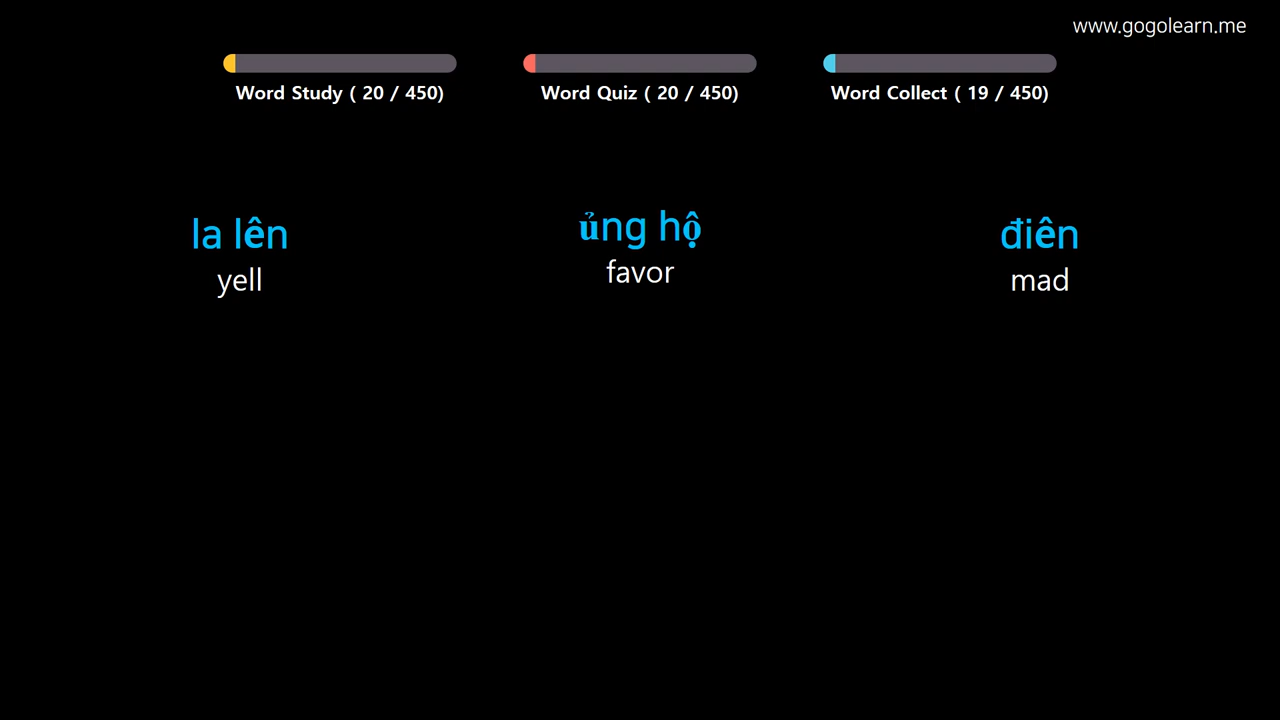 www.gogolearn.me
Word Study ( 20 / 450)
Word Quiz ( 20 / 450)
Word Collect ( 19 / 450)
la lên
yell
ủng hộ
favor
điên
mad